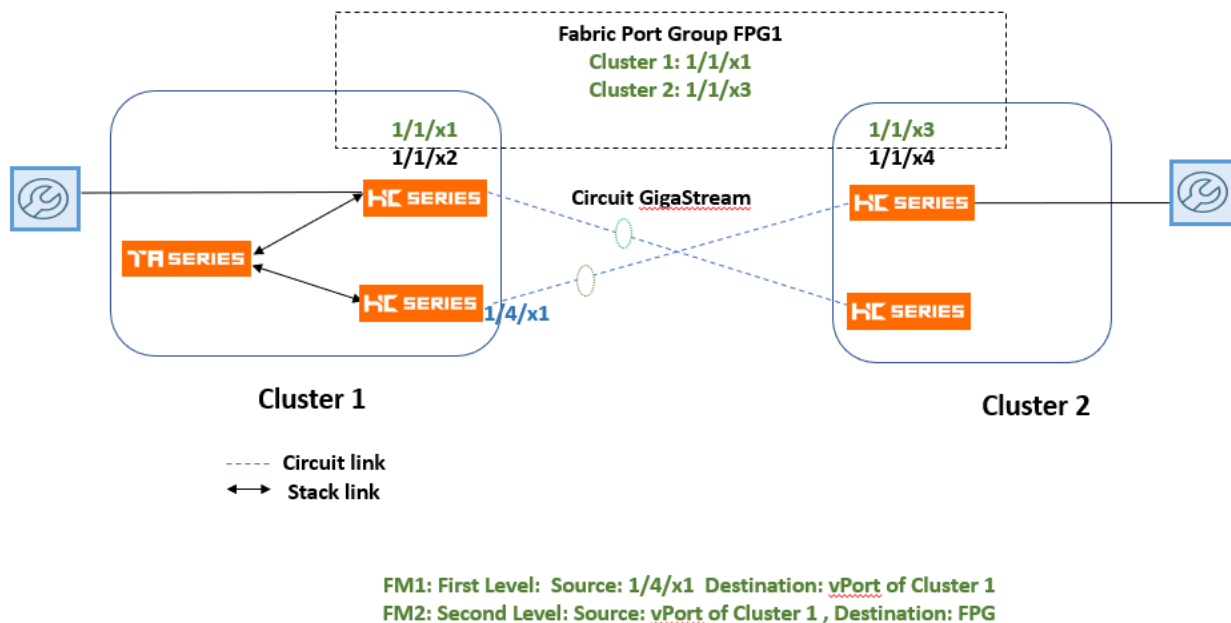 Fabric Port Group FPG1
Cluster 1: 1/1/x1
Cluster 2: 1/1/x3
1/1/x1
1/1/x2
1/1/x3
1/1/x4
HC SERIES
Circuit GigaStream
HC SERIES
TA SERIES
HC SERIES
1/4/x1
HC SERIES
Cluster 1
Cluster 2
Circuit link
Stack link
FM1: First Level: Source: 1/4/x1 Destination: vPort of Cluster 1
FM2: Second Level: Source: vPort of Cluster 1 , Destination: FPG